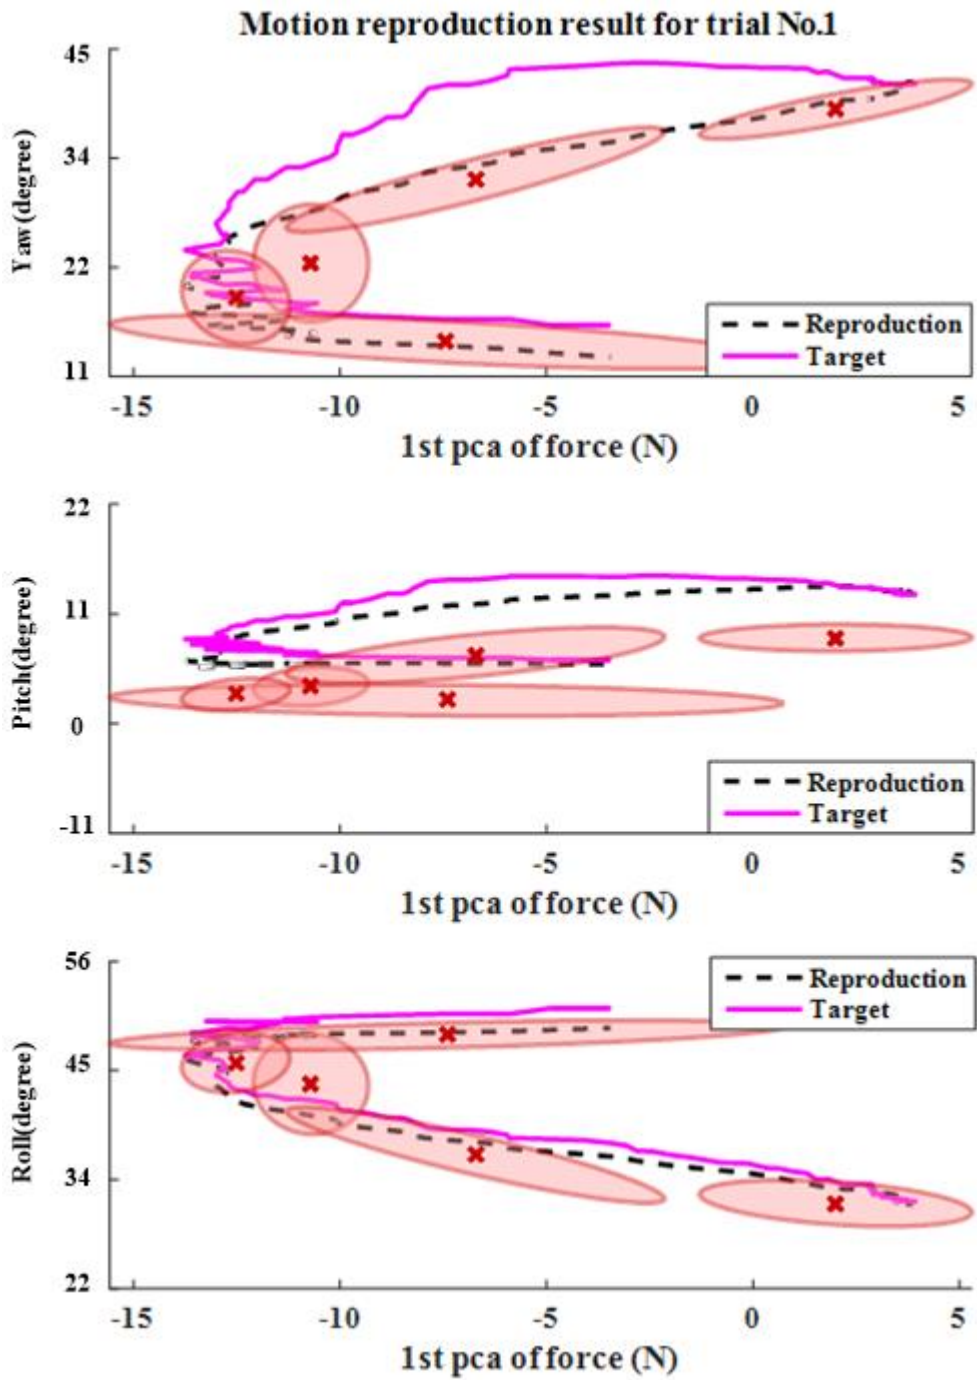 Motion reproduction result for trial No.1
45
34
22
11
Yaw(degree)
Reproduction
Target
-15 -10 -5 0 5
1st pca of force (N)
22
11
0
-11
Pitch(degree)
Reproduction
Target
-15 -10 -5 0 5
1st pca of force (N)
56
45
34
22
Roll(degree)
Reproduction
Target
-15 -10 -5 0 5
1st pca of force (N)